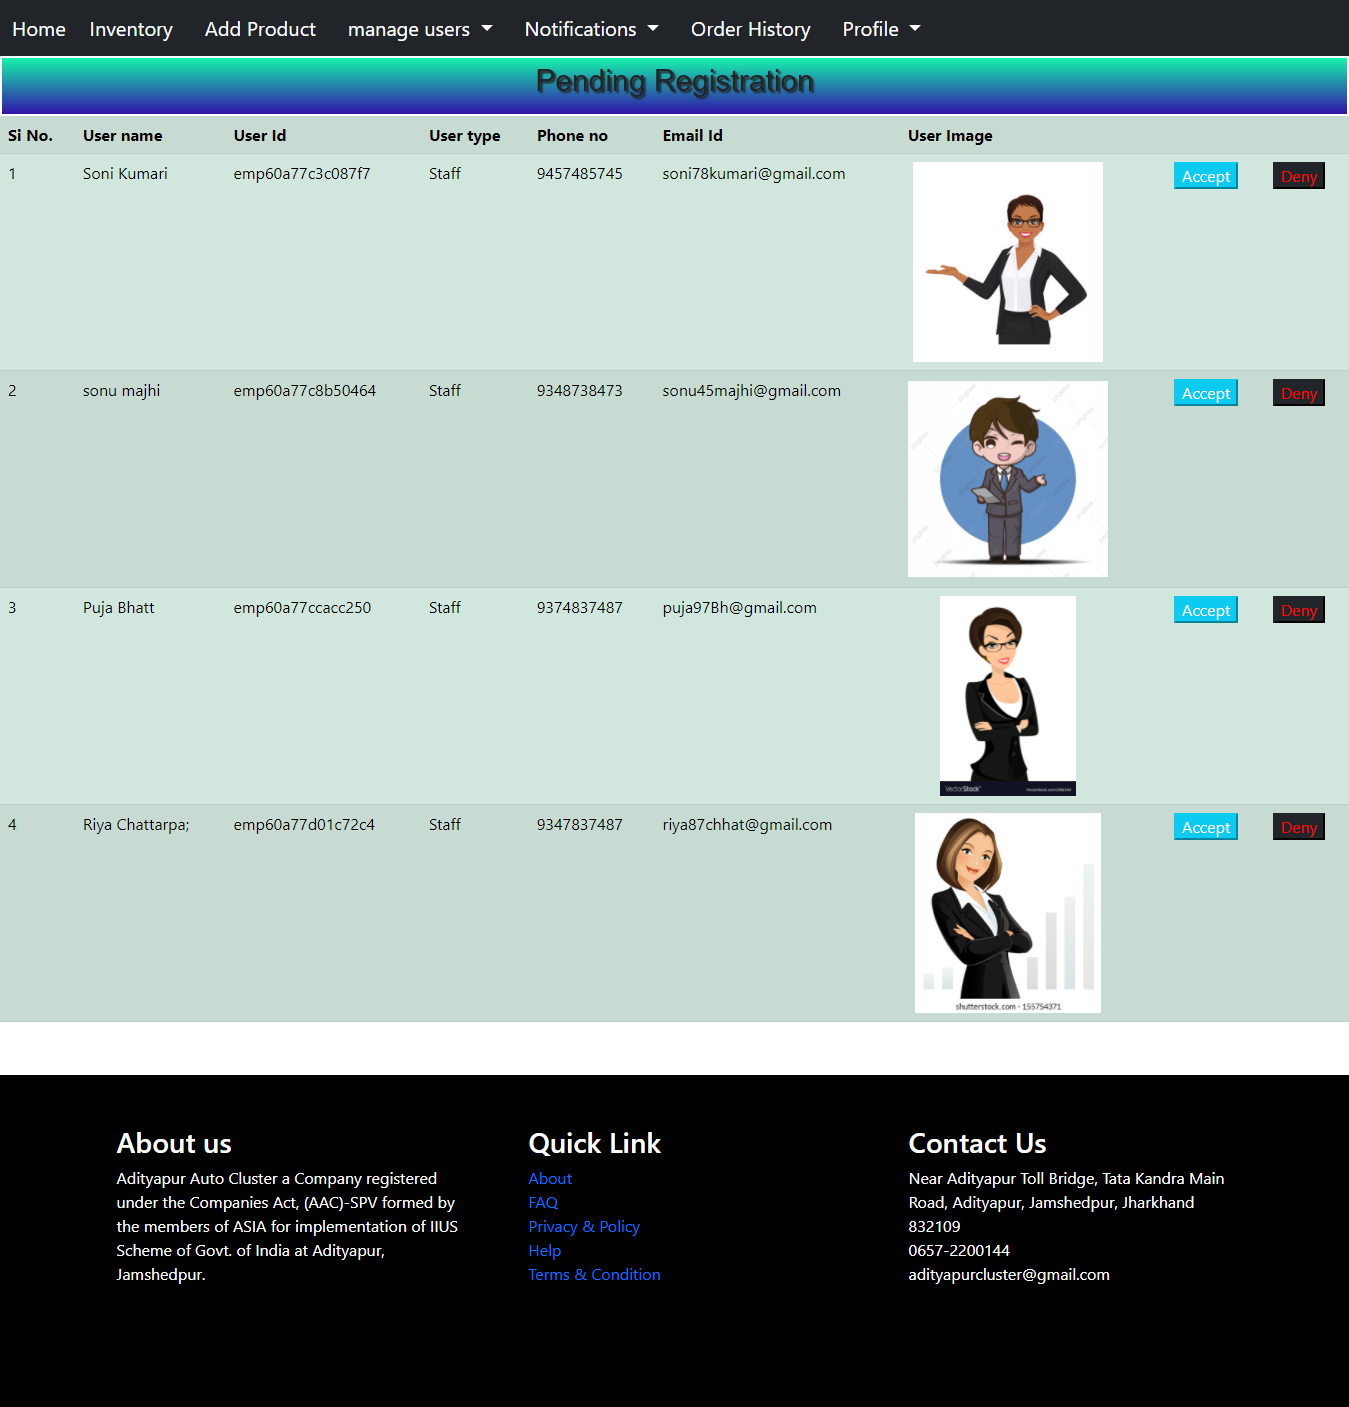 Home Inventory Add Product manage users Notifications Order History Profile
Pending Registration
Si No. User name User Id User type Phone no Email Id User Image
1 Soni Kumari emp60a77c3c087f7 Staff 9457485745 soni78kumari@gmail.com Accept Deny
2 sonu majhi emp60a77c8b50464 Staff 9348738473 sonu45majhi@gmail.com Accept Deny
3 Puja Bhatt emp60a77ccacc250 Staff 9374837487 puja97Bh@gmail.com Accept Deny
VectorStock
4 Riya Chattarpa; emp60a77d01c72c4 Staff 9347837487 riya87chhat@gmail.com Accept Deny
shutterstock.com - 155754371
About us
Adityapur Auto Cluster a Company registered
under the Companies Act, (AAC)-SPV formed by
the members of ASIA for implementation of IIUS
Scheme of Govt. of India at Adityapur,
Jamshedpur.
Quick Link
About
FAQ
Privacy & Policy
Help
Terms & Condition
Contact Us
Near Adityapur Toll Bridge, Tata Kandra Main
Road, Adityapur, Jamshedpur, Jharkhand
832109
0657-2200144
adityapurcluster@gmail.com